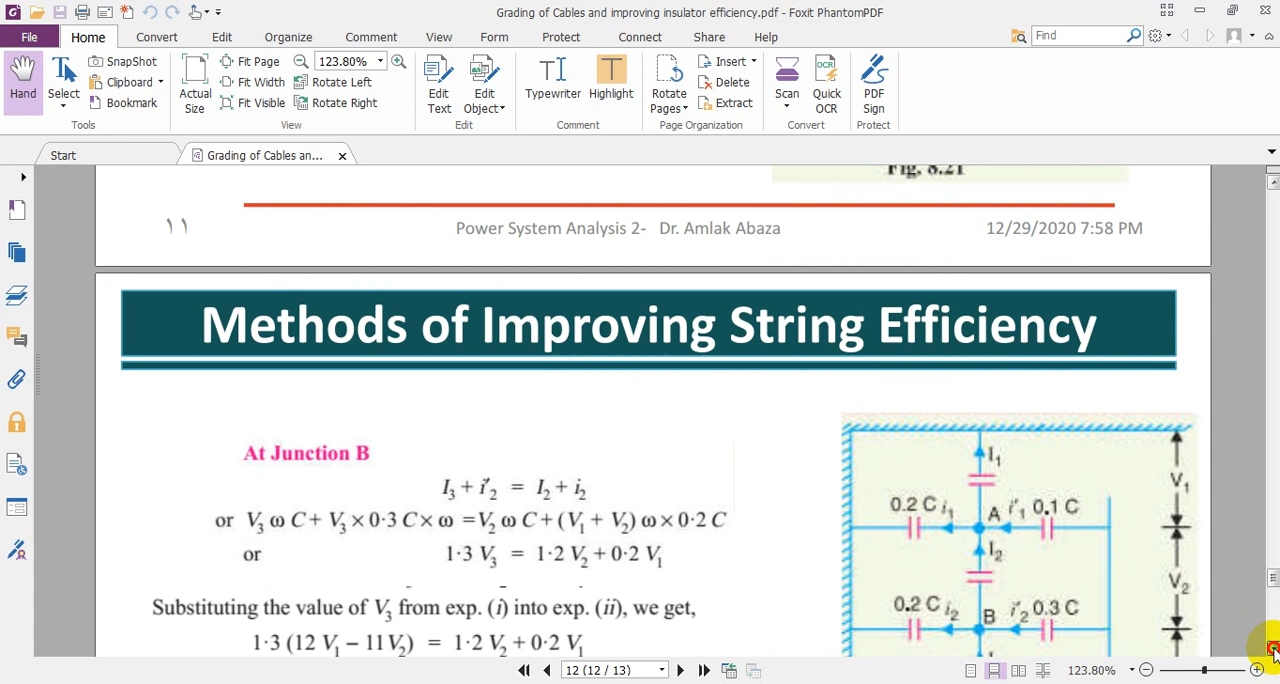 Grading of Cables and improving insulator efficiency.pdf - Foxit PhantomPDF
File Home Convert Edit Organize Comment View Form Protect Connect Share Help
Find
Hand
Select
SnapShot
Clipboard
Bookmark
Tools
Actual Size
Fit Page
Fit Width
Fit Visible
123.80%
Rotate Left
Rotate Right
View
Edit Text
Edit Object
Edit
Typewriter
Highlight
Comment
Rotate Pages
Insert
Delete
Extract
Page Organization
Scan
OCR
Quick OCR
Convert
PDF Sign
Protect
Start
Grading of Cables an...
Fig. 8.21
١١
Power System Analysis 2- Dr. Amlak Abaza
12/29/2020 7:58 PM
Methods of Improving String Efficiency
At Junction B
I₃ + i′₂ = I₂ + i₂
or V₃ ω C + V₃ × 0·3 C × ω = V₂ ω C + (V₁ + V₂) ω × 0·2 C
or 1·3 V₃ = 1·2 V₂ + 0·2 V₁
Substituting the value of V₃ from exp. (i) into exp. (ii), we get,
1·3 (12 V₁ − 11 V₂) = 1·2 V₂ + 0·2 V₁
I₁
V₁
0.2 C i₁ A i′₁ 0.1 C
I₂
V₂
0.2 C i₂ B i′₂ 0.3 C
12 (12 / 13)
123.80%